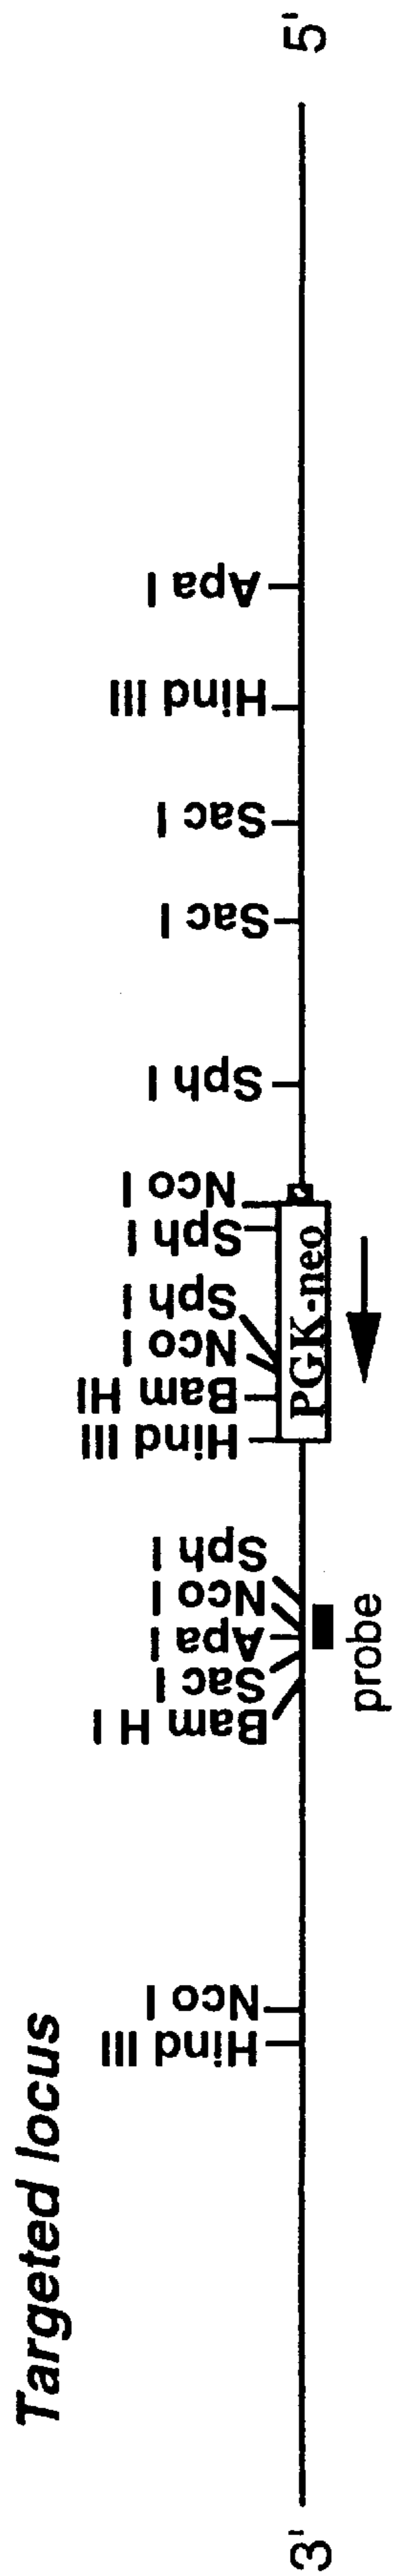 Targeted locus
3'
Hind III
Nco I
Bam H I
Sac I
Apa I
Nco I
Sph I
Hind III
Bam HI
Nco I
Sph I
Sph I
Nco I
Sph I
Sac I
Sac I
Hind III
Apa I
5'
PGK-neo
probe